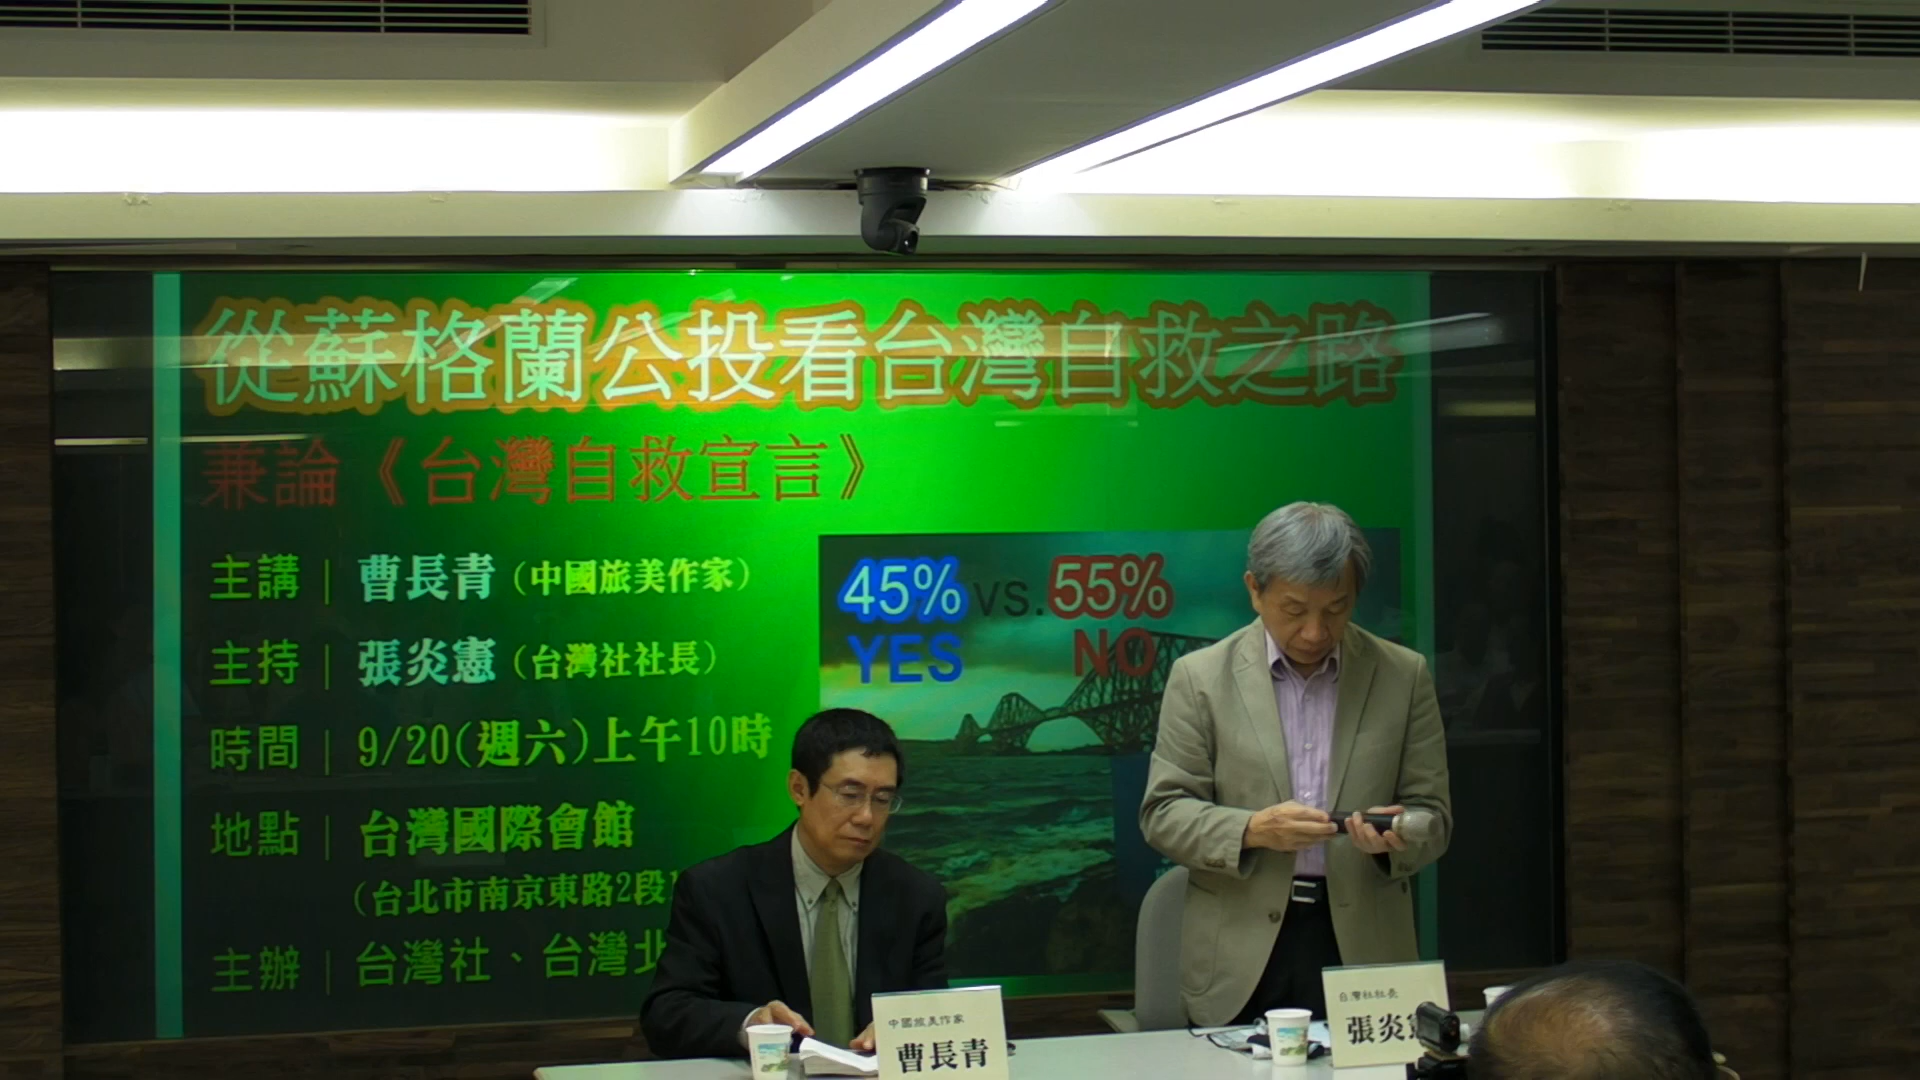 從蘇格蘭公投看台灣自救之路
兼論《台灣自救宣言》
主講｜曹長青（中國旅美作家）
主持｜張炎憲（台灣社社長）
時間｜9/20(週六)上午10時
地點｜台灣國際會館
（台北市南京東路2段
主辦｜台灣社、台灣北
45% VS. 55%
YES NO
中國旅美作家
曹長青
台灣社社長
張炎憲